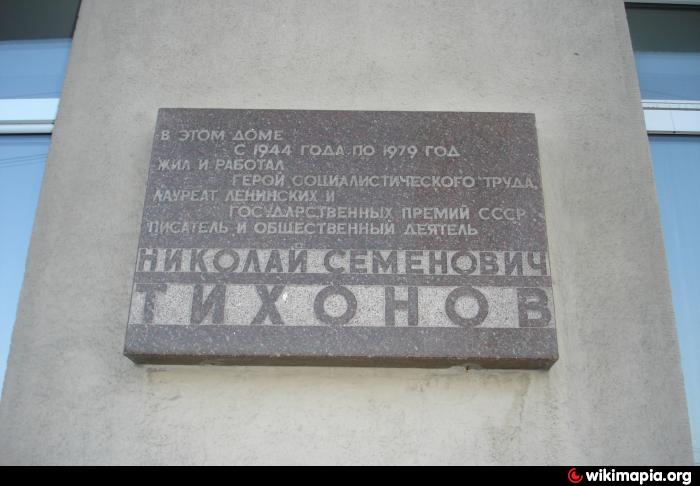 В ЭТОМ ДОМЕ
С 1944 ГОДА ПО 1979 ГОД
ЖИЛ И РАБОТАЛ
ГЕРОЙ СОЦИАЛИСТИЧЕСКОГО ТРУДА,
ЛАУРЕАТ ЛЕНИНСКИХ И
ГОСУДАРСТВЕННЫХ ПРЕМИЙ СССР
ПИСАТЕЛЬ И ОБЩЕСТВЕННЫЙ ДЕЯТЕЛЬ
НИКОЛАЙ СЕМЕНОВИЧ
ТИХОНОВ
wikimapia.org